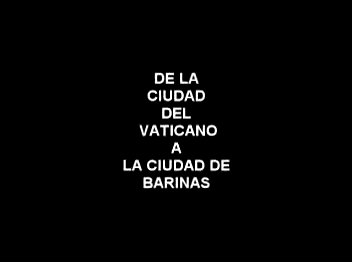 DE LA
CIUDAD
DEL
VATICANO
A
LA CIUDAD DE
BARINAS